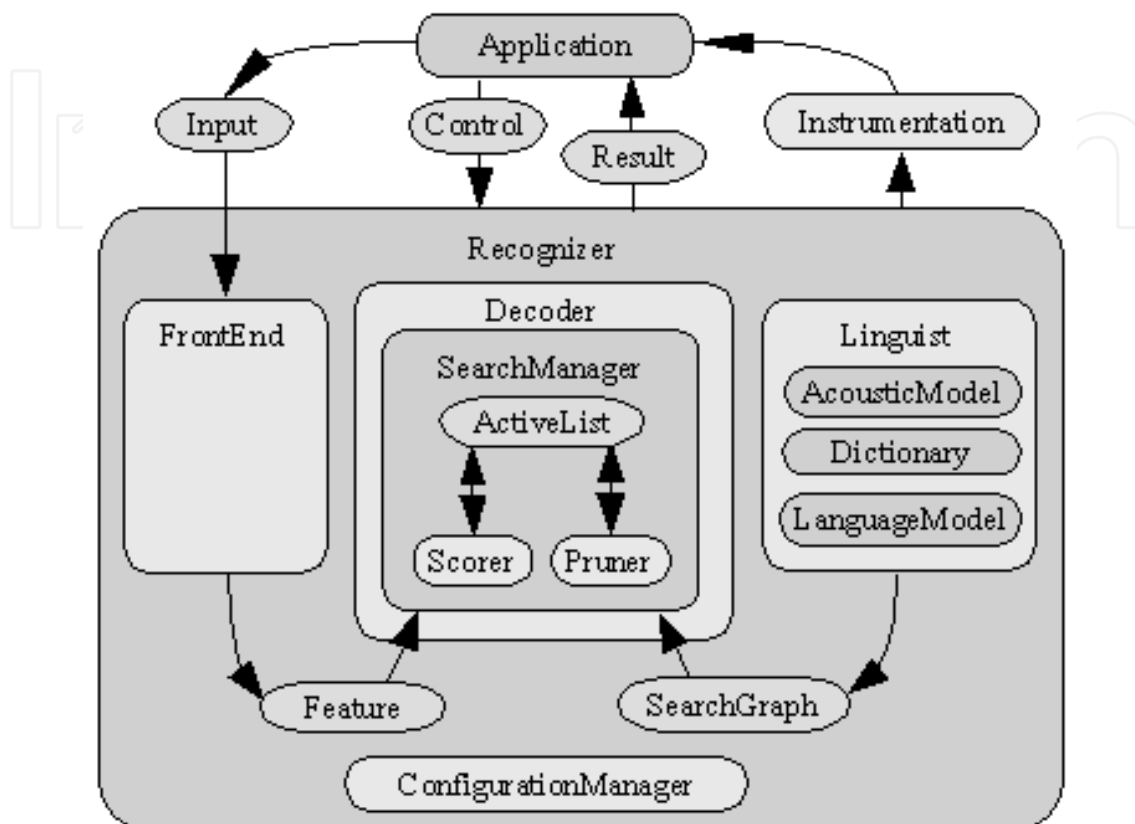 Application
Input
Control
Result
Instrumentation
Recognizer
FrontEnd
Decoder
SearchManager
ActiveList
Scorer
Pruner
Linguist
AcousticModel
Dictionary
LanguageModel
Feature
SearchGraph
ConfigurationManager